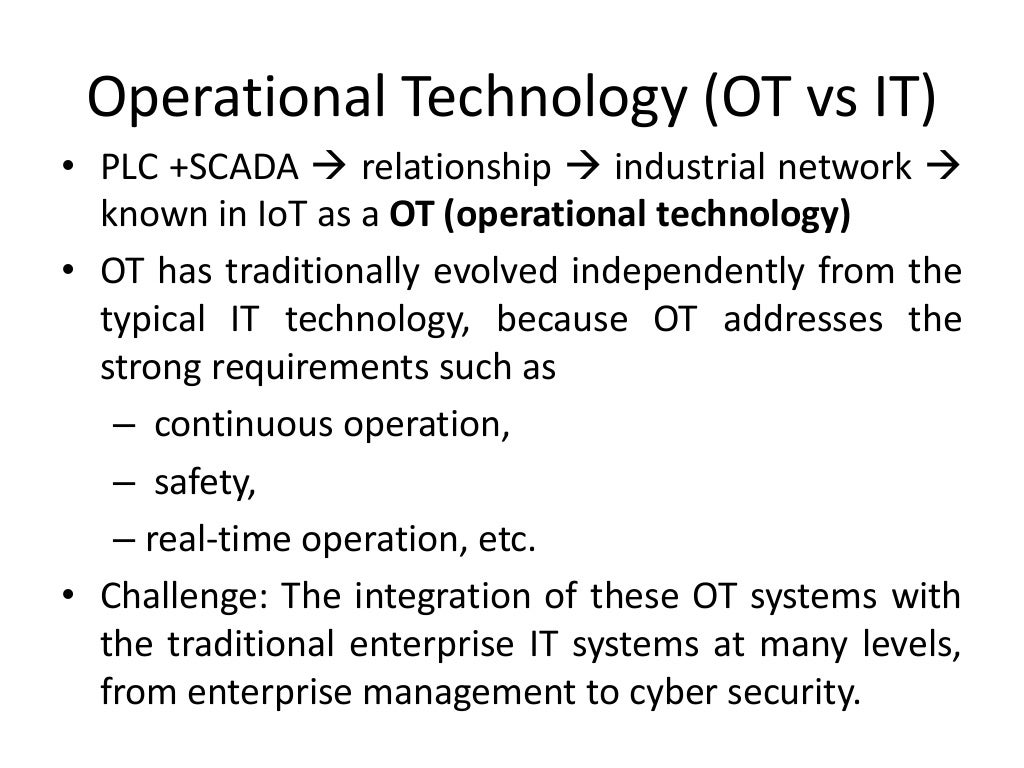 Operational Technology (OT vs IT)
• PLC +SCADA → relationship → industrial network →
known in IoT as a OT (operational technology)
• OT has traditionally evolved independently from the
typical IT technology, because OT addresses the
strong requirements such as
– continuous operation,
– safety,
– real-time operation, etc.
• Challenge: The integration of these OT systems with
the traditional enterprise IT systems at many levels,
from enterprise management to cyber security.